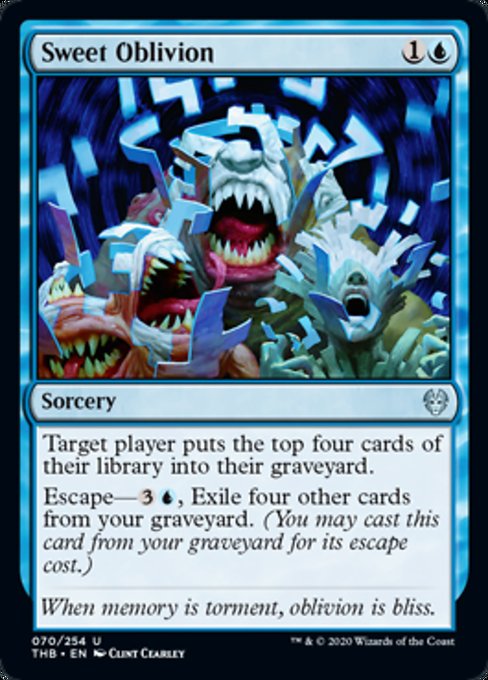 Sweet Oblivion 1
Sorcery
Target player puts the top four cards of
their library into their graveyard.
Escape—3, Exile four other cards
from your graveyard. (You may cast this
card from your graveyard for its escape
cost.)
When memory is torment, oblivion is bliss.
070/254 U
™ & © 2020 Wizards of the Coast
THB • EN Clint Cearley